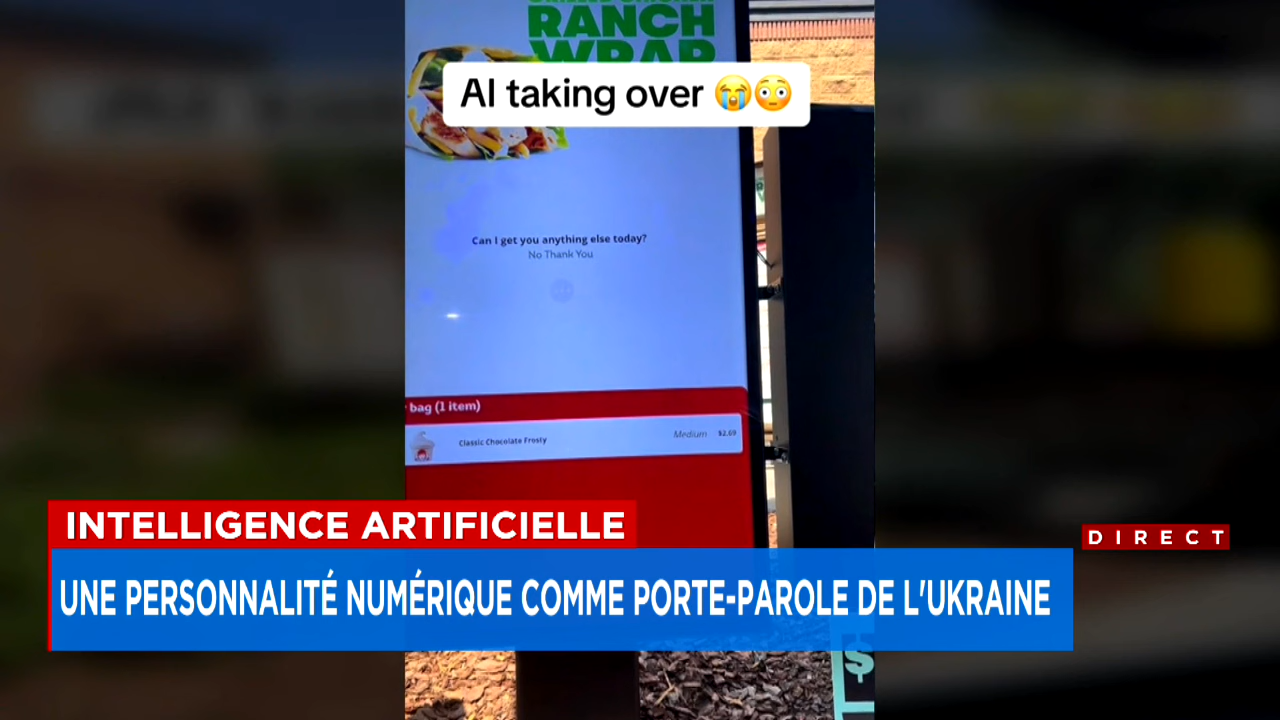 RANCH
WRAP
AI taking over 😭😳
Can I get you anything else today?
No Thank You
bag (1 item)
Classic Chocolate Frosty Medium $2.69
INTELLIGENCE ARTIFICIELLE
DIRECT
UNE PERSONNALITÉ NUMÉRIQUE COMME PORTE-PAROLE DE L'UKRAINE
$